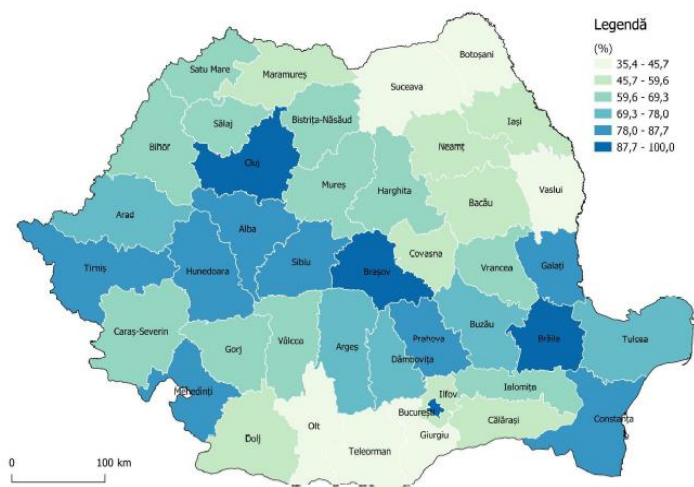 Legendă
(%)
35,4 - 45,7
45,7 - 59,6
59,6 - 69,3
69,3 - 78,0
78,0 - 87,7
87,7 - 100,0
Botoșani
Satu Mare
Maramureș
Suceava
Sălaj
Bistrița-Năsăud
Iași
Bihor
Cluj
Neamț
Mureș
Harghita
Vaslui
Arad
Alba
Bacău
Timiș
Hunedoara
Sibiu
Brașov
Covasna
Vrancea
Galați
Caraș-Severin
Gorj
Vâlcea
Argeș
Dâmbovița
Prahova
Buzău
Brăila
Tulcea
Mehedinți
Ilfov
Ialomița
București
Călărași
Constanța
Dolj
Olt
Teleorman
Giurgiu
0 100 km